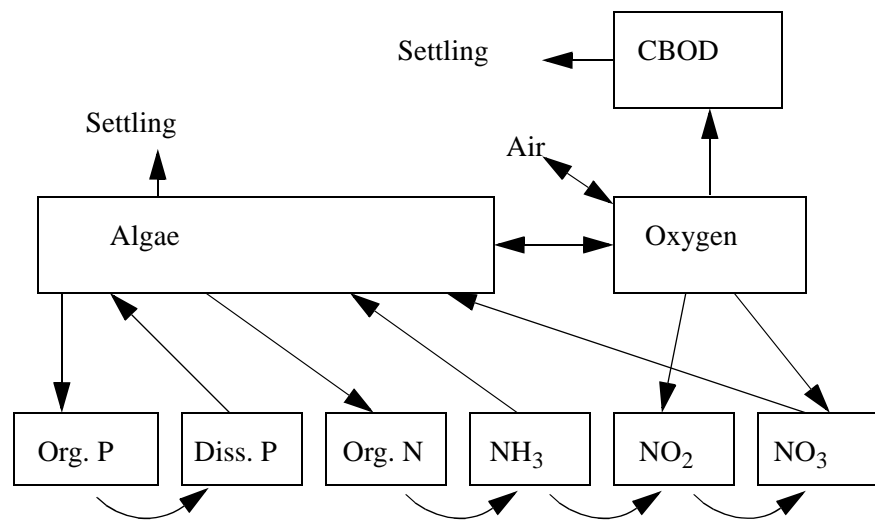 Settling
CBOD
Settling
Air
Algae
Oxygen
Org. P
Diss. P
Org. N
NH₃
NO₂
NO₃